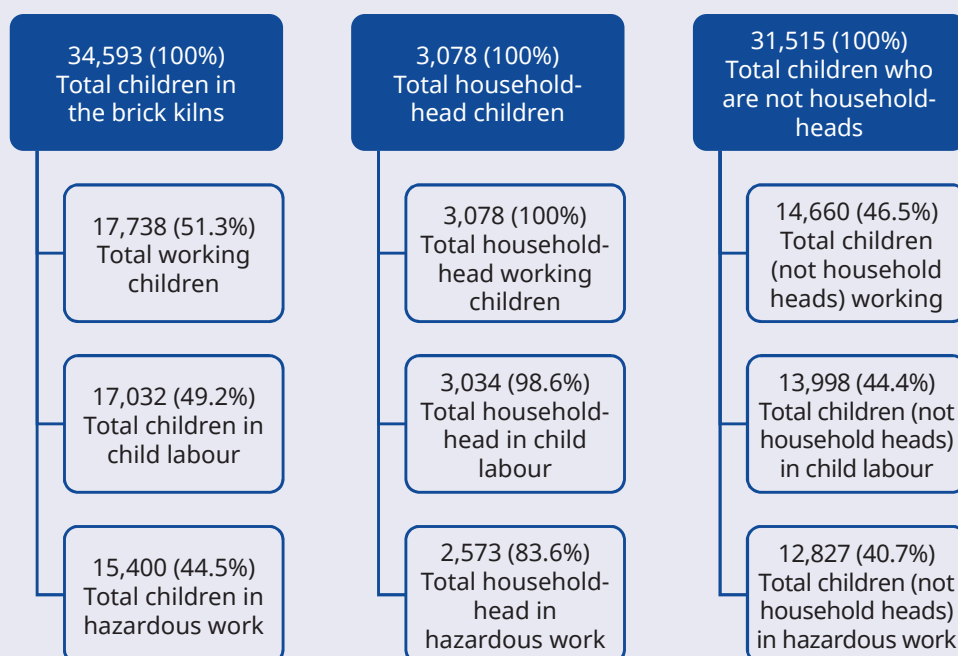 34,593 (100%)
Total children in
the brick kilns
17,738 (51.3%)
Total working
children
17,032 (49.2%)
Total children in
child labour
15,400 (44.5%)
Total children in
hazardous work
3,078 (100%)
Total household-
head children
3,078 (100%)
Total household-
head working
children
3,034 (98.6%)
Total household-
head in child
labour
2,573 (83.6%)
Total household-
head in
hazardous work
31,515 (100%)
Total children who
are not household-
heads
14,660 (46.5%)
Total children
(not household
heads) working
13,998 (44.4%)
Total children (not
household heads)
in child labour
12,827 (40.7%)
Total children (not
household heads)
in hazardous work